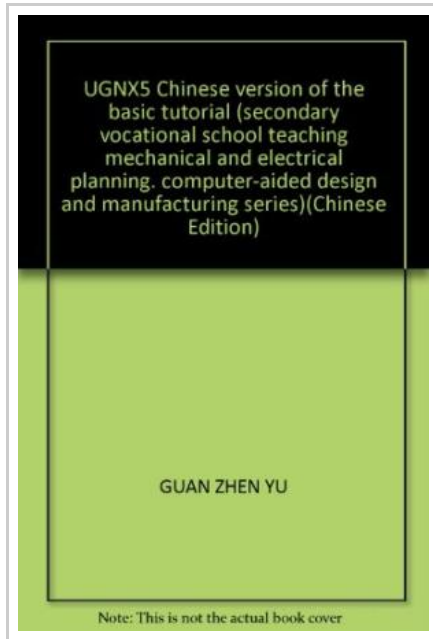 UGNX5 Chinese version of the
basic tutorial (secondary
vocational school teaching
mechanical and electrical
planning. computer-aided design
and manufacturing series)(Chinese
Edition)
GUAN ZHEN YU
Note: This is not the actual book cover